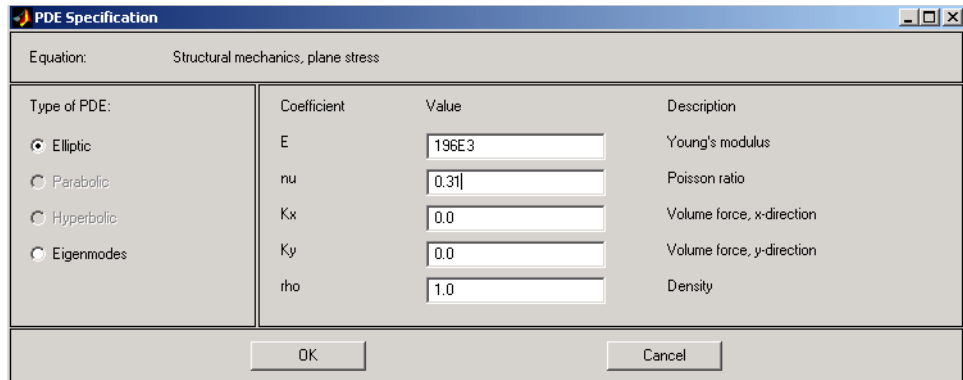 PDE Specification
Equation: Structural mechanics, plane stress
Type of PDE:
Elliptic
Parabolic
Hyperbolic
Eigenmodes
Coefficient Value Description
E 196E3 Young's modulus
nu 0.31 Poisson ratio
Kx 0.0 Volume force, x-direction
Ky 0.0 Volume force, y-direction
rho 1.0 Density
OK Cancel